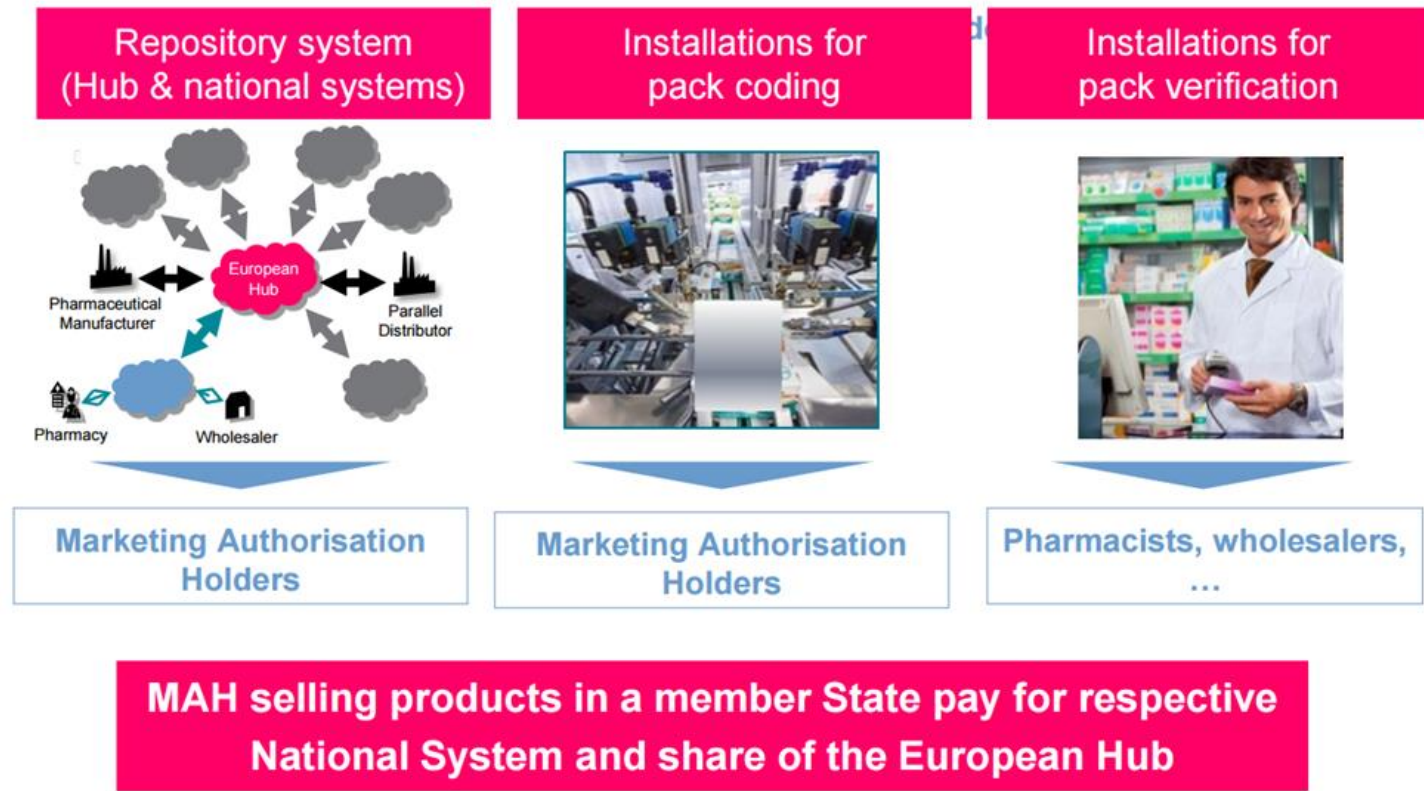 Repository system
(Hub & national systems)
Installations for
pack coding
Installations for
pack verification
European
Hub
Pharmaceutical
Manufacturer
Parallel
Distributor
Pharmacy
Wholesaler
Marketing Authorisation
Holders
Marketing Authorisation
Holders
Pharmacists, wholesalers,
...
MAH selling products in a member State pay for respective
National System and share of the European Hub